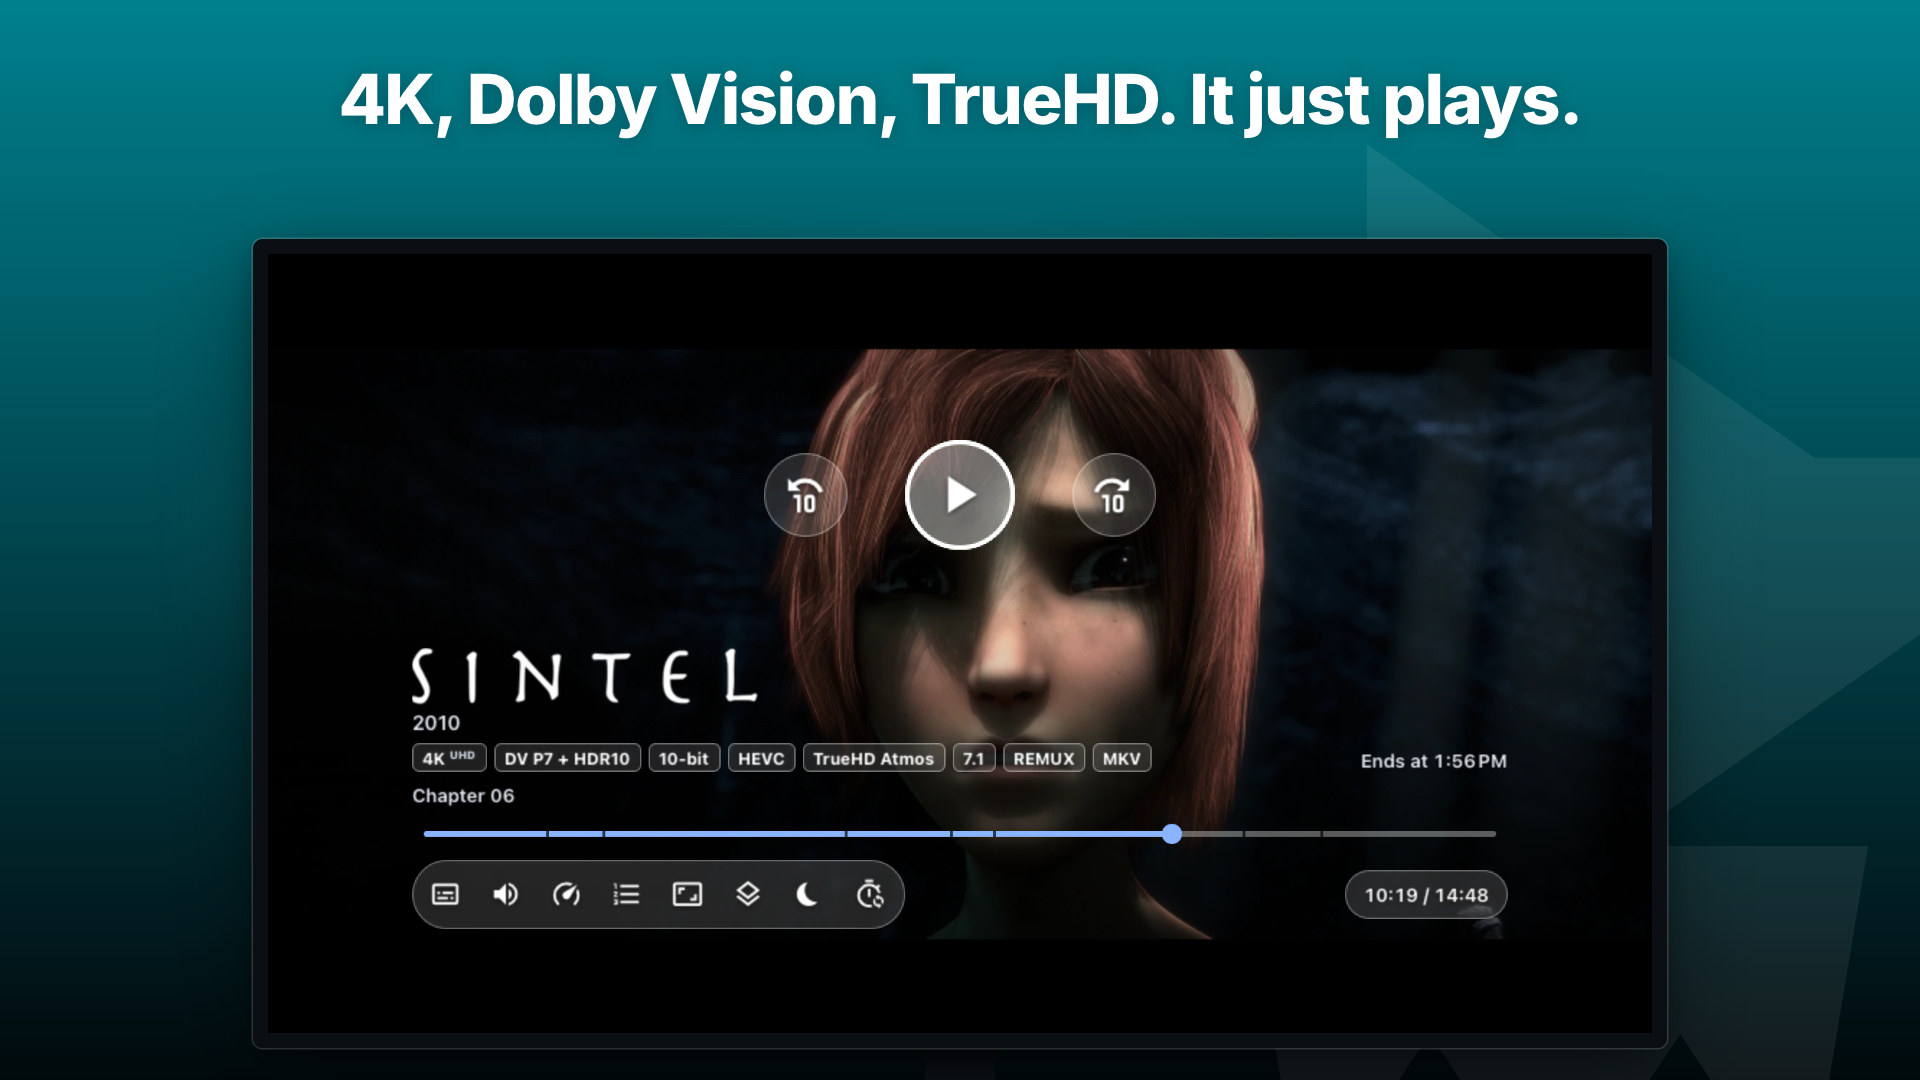 4K, Dolby Vision, TrueHD. It just plays.
10
10
SINTEL
2010
4K UHD DV P7 + HDR10 10-bit HEVC TrueHD Atmos 7.1 REMUX MKV
Ends at 1:56 PM
Chapter 06
10:19 / 14:48